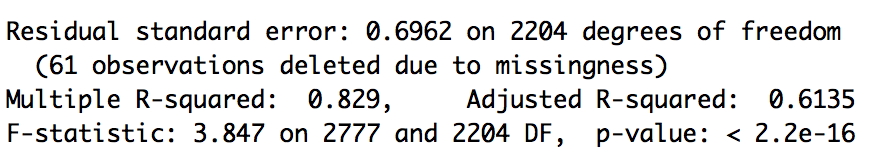 Residual standard error: 0.6962 on 2204 degrees of freedom
(61 observations deleted due to missingness)
Multiple R-squared:  0.829,     Adjusted R-squared:  0.6135
F-statistic: 3.847 on 2777 and 2204 DF,  p-value: < 2.2e-16